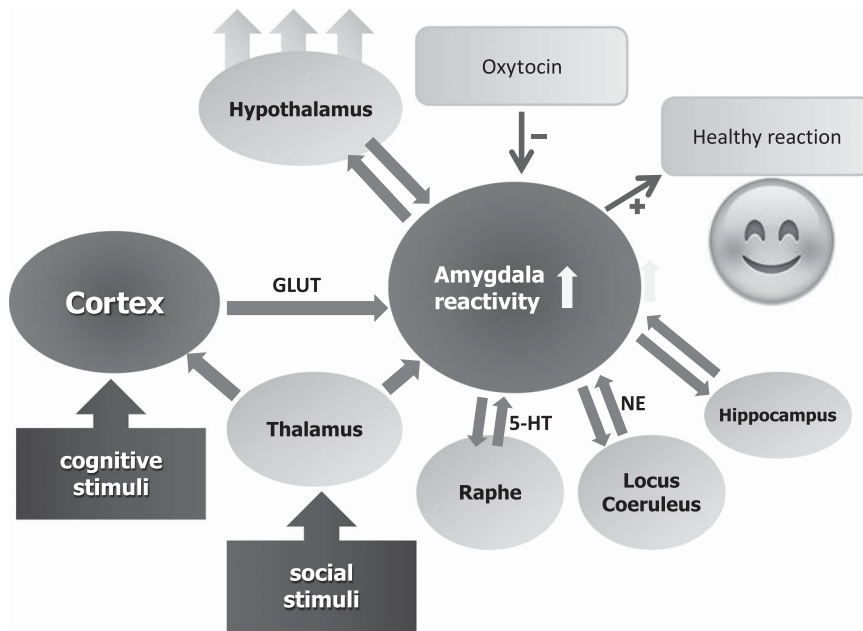 Hypothalamus
Oxytocin
−
Healthy reaction
+
Cortex
GLUT
Amygdala
reactivity
Thalamus
5-HT
NE
Hippocampus
cognitive
stimuli
Raphe
Locus
Coeruleus
social
stimuli